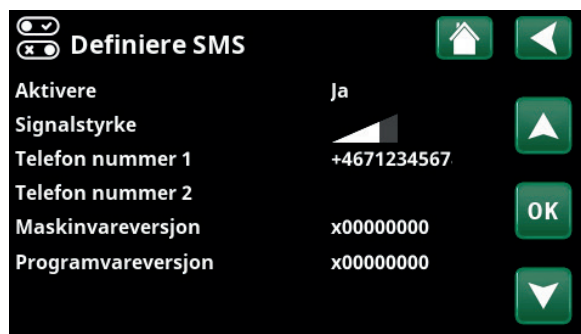 Definiere SMS
Aktivere Ja
Signalstyrke
Telefon nummer 1 +4671234567
Telefon nummer 2
Maskinvareversjon x00000000
OK
Programvareversjon x00000000